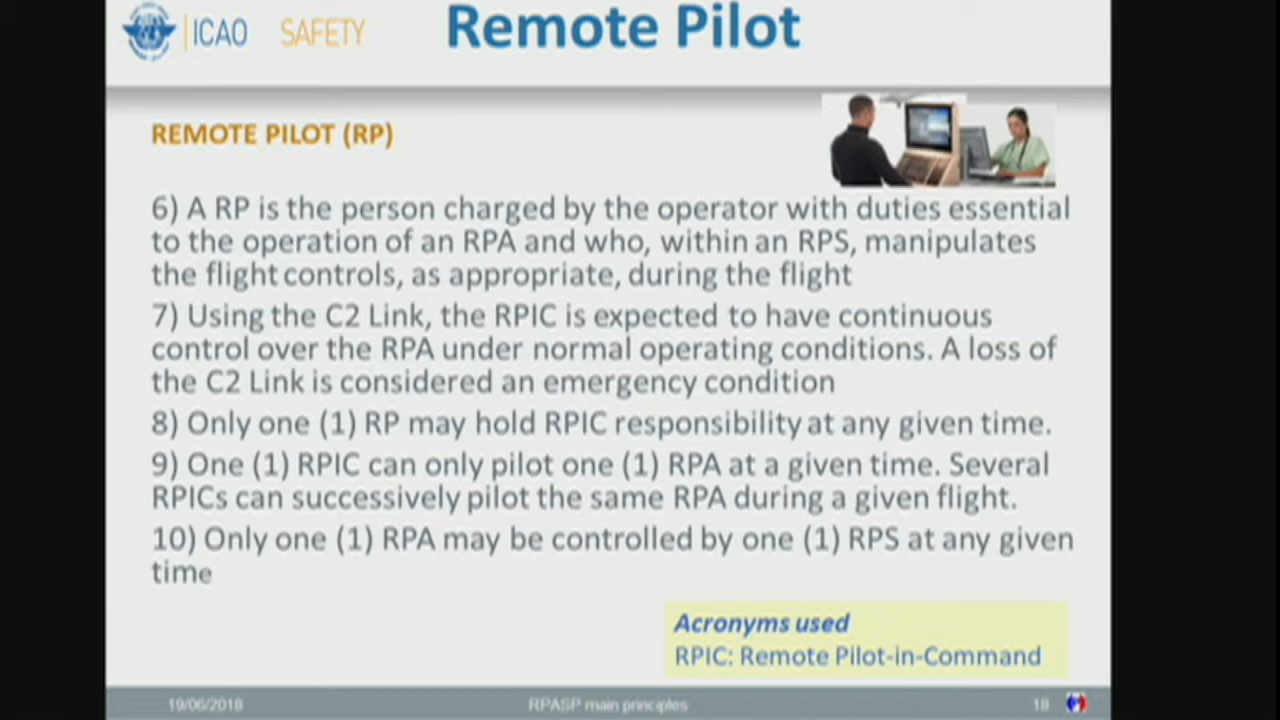 ICAO SAFETY Remote Pilot
REMOTE PILOT (RP)
6) A RP is the person charged by the operator with duties essential
to the operation of an RPA and who, within an RPS, manipulates
the flight controls, as appropriate, during the flight
7) Using the C2 Link, the RPIC is expected to have continuous
control over the RPA under normal operating conditions. A loss of
the C2 Link is considered an emergency condition
8) Only one (1) RP may hold RPIC responsibility at any given time.
9) One (1) RPIC can only pilot one (1) RPA at a given time. Several
RPICs can successively pilot the same RPA during a given flight.
10) Only one (1) RPA may be controlled by one (1) RPS at any given
time
Acronyms used
RPIC: Remote Pilot-in-Command
19/06/2018 RPASP main principles 18